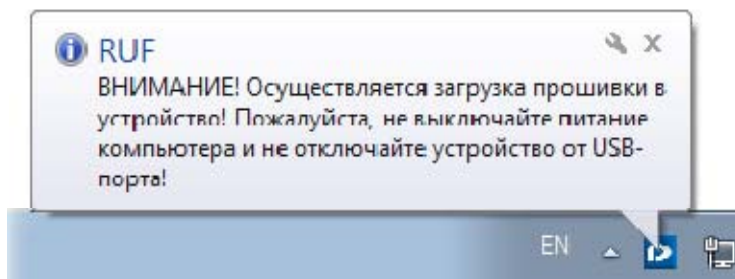 RUF
ВНИМАНИЕ! Осуществляется загрузка прошивки в
устройство! Пожалуйста, не выключайте питание
компьютера и не отключайте устройство от USB-
порта!
EN